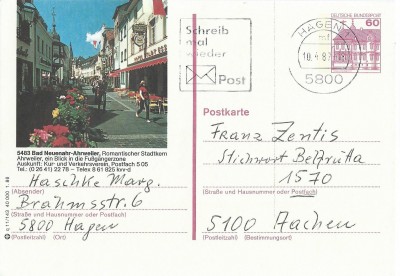 Schreib
mal
wieder
Post
HAGEN
5800
DEUTSCHE BUNDESPOST
60
5483 Bad Neuenahr-Ahrweiler, Romantischer Stadtkern
Ahrweiler, ein Blick in die Fußgängerzone
Auskunft: Kur- und Verkehrsverein, Postfach 5 05
Tel.: (0 26 41) 22 78 – Telex 8 61 825 lknr-d
Haschke Marg.
(Absender)
Brahmsstr. 6
(Straße und Hausnummer oder Postfach)
5800 Hagen
(Postleitzahl) (Ort)
Postkarte
Franz Zentis
Stichwort
1570
(Straße und Hausnummer oder Postfach)
5100 Aachen
(Postleitzahl) (Bestimmungsort)